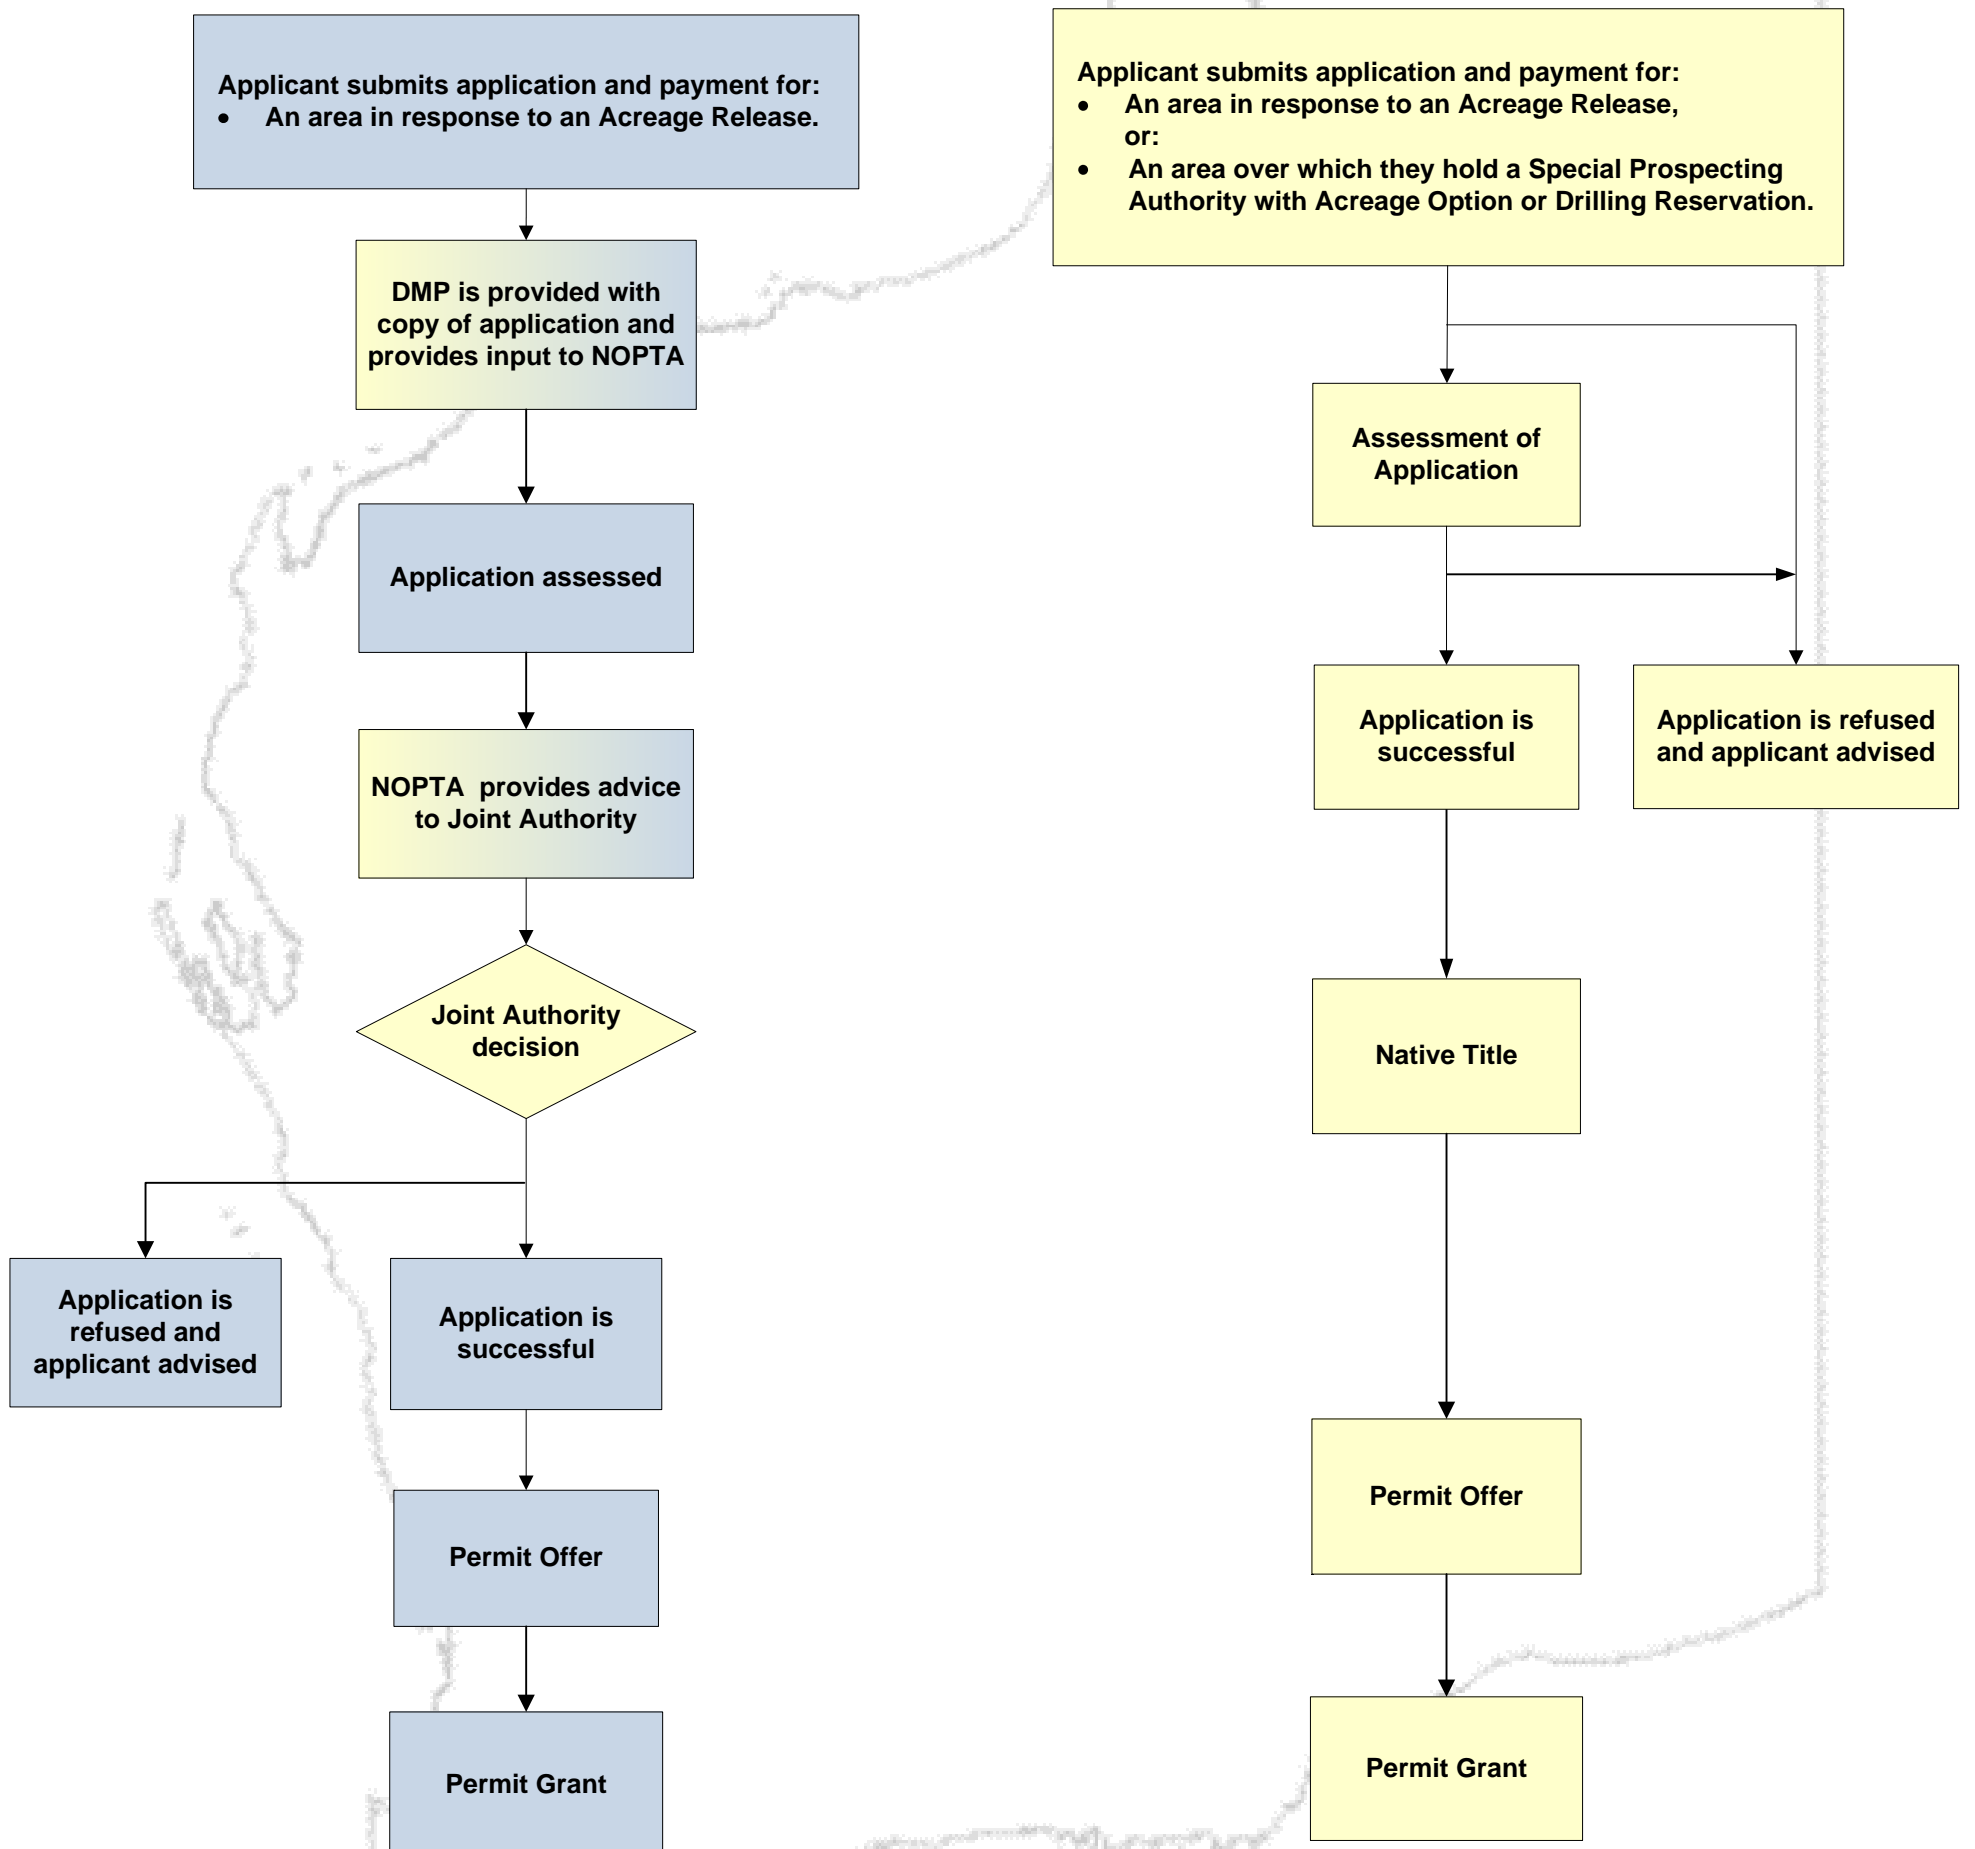 Applicant submits application and payment for:
• An area in response to an Acreage Release.
DMP is provided with
copy of application and
provides input to NOPTA
Application assessed
NOPTA provides advice
to Joint Authority
Joint Authority
decision
Application is
refused and
applicant advised
Application is
successful
Permit Offer
Permit Grant
Applicant submits application and payment for:
• An area in response to an Acreage Release,
or:
• An area over which they hold a Special Prospecting
Authority with Acreage Option or Drilling Reservation.
Assessment of
Application
Application is
successful
Application is refused
and applicant advised
Native Title
Permit Offer
Permit Grant